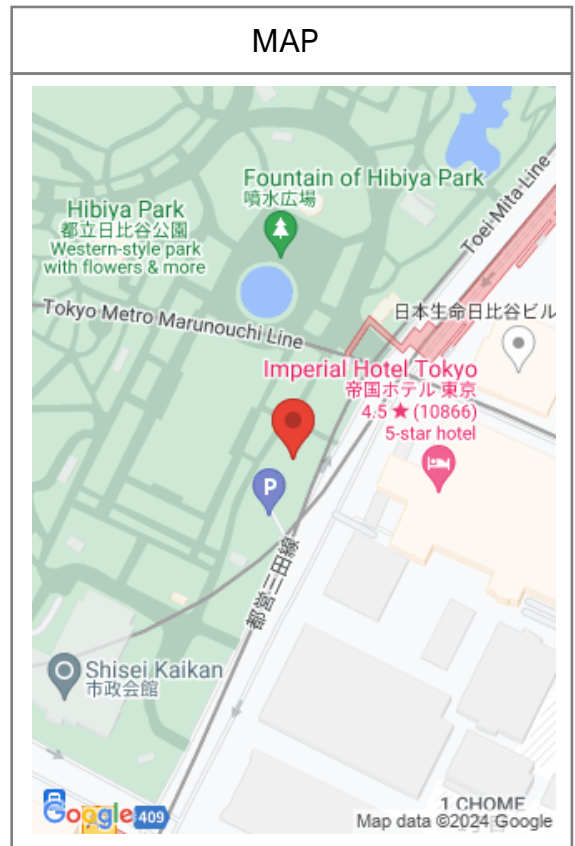 MAP
Fountain of Hibiya Park
噴水広場
Hibiya Park
都立日比谷公園
Western-style park
with flowers & more
Toei Mita Line
Tokyo Metro Marunouchi Line
日本生命日比谷ビル
Imperial Hotel Tokyo
帝国ホテル 東京
4.5 ★ (10866)
5-star hotel
P
都営三田線
Shisei Kaikan
市政会館
1 CHOME
Google
409
Map data ©2024 Google